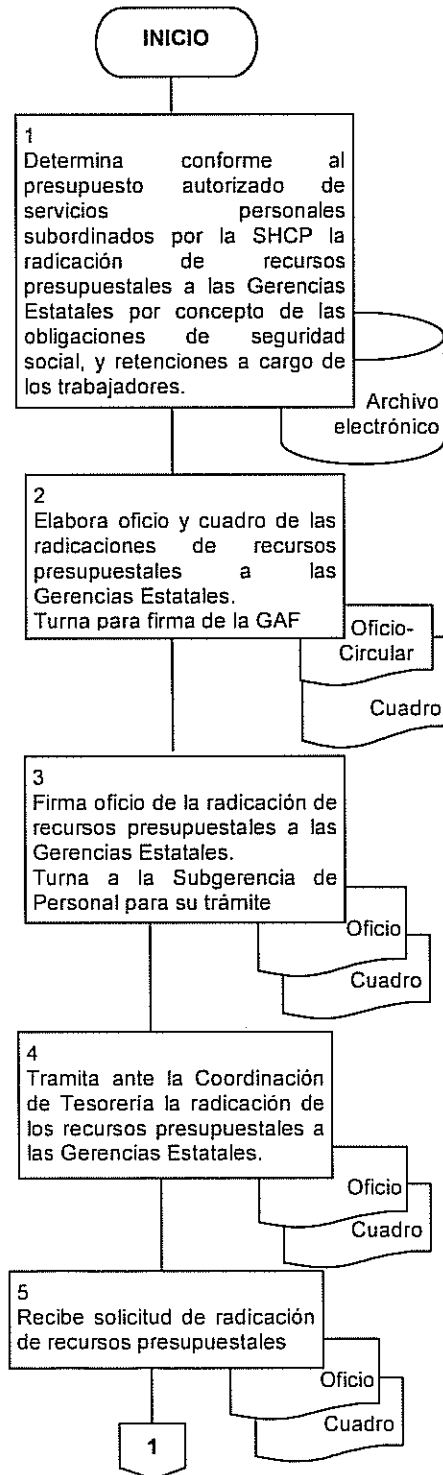 INICIO
1
Determina conforme al
presupuesto autorizado de
servicios personales
subordinados por la SHCP la
radicación de recursos
presupuestales a las Gerencias
Estatales por concepto de las
obligaciones de seguridad
social, y retenciones a cargo de
los trabajadores.
Archivo
electrónico
2
Elabora oficio y cuadro de las
radicaciones de recursos
presupuestales a las
Gerencias Estatales.
Turna para firma de la GAF
Oficio-
Circular
Cuadro
3
Firma oficio de la radicación de
recursos presupuestales a las
Gerencias Estatales.
Turna a la Subgerencia de
Personal para su trámite
Oficio
Cuadro
4
Tramita ante la Coordinación
de Tesorería la radicación de
los recursos presupuestales a
las Gerencias Estatales.
Oficio
Cuadro
5
Recibe solicitud de radicación
de recursos presupuestales
Oficio
Cuadro
1